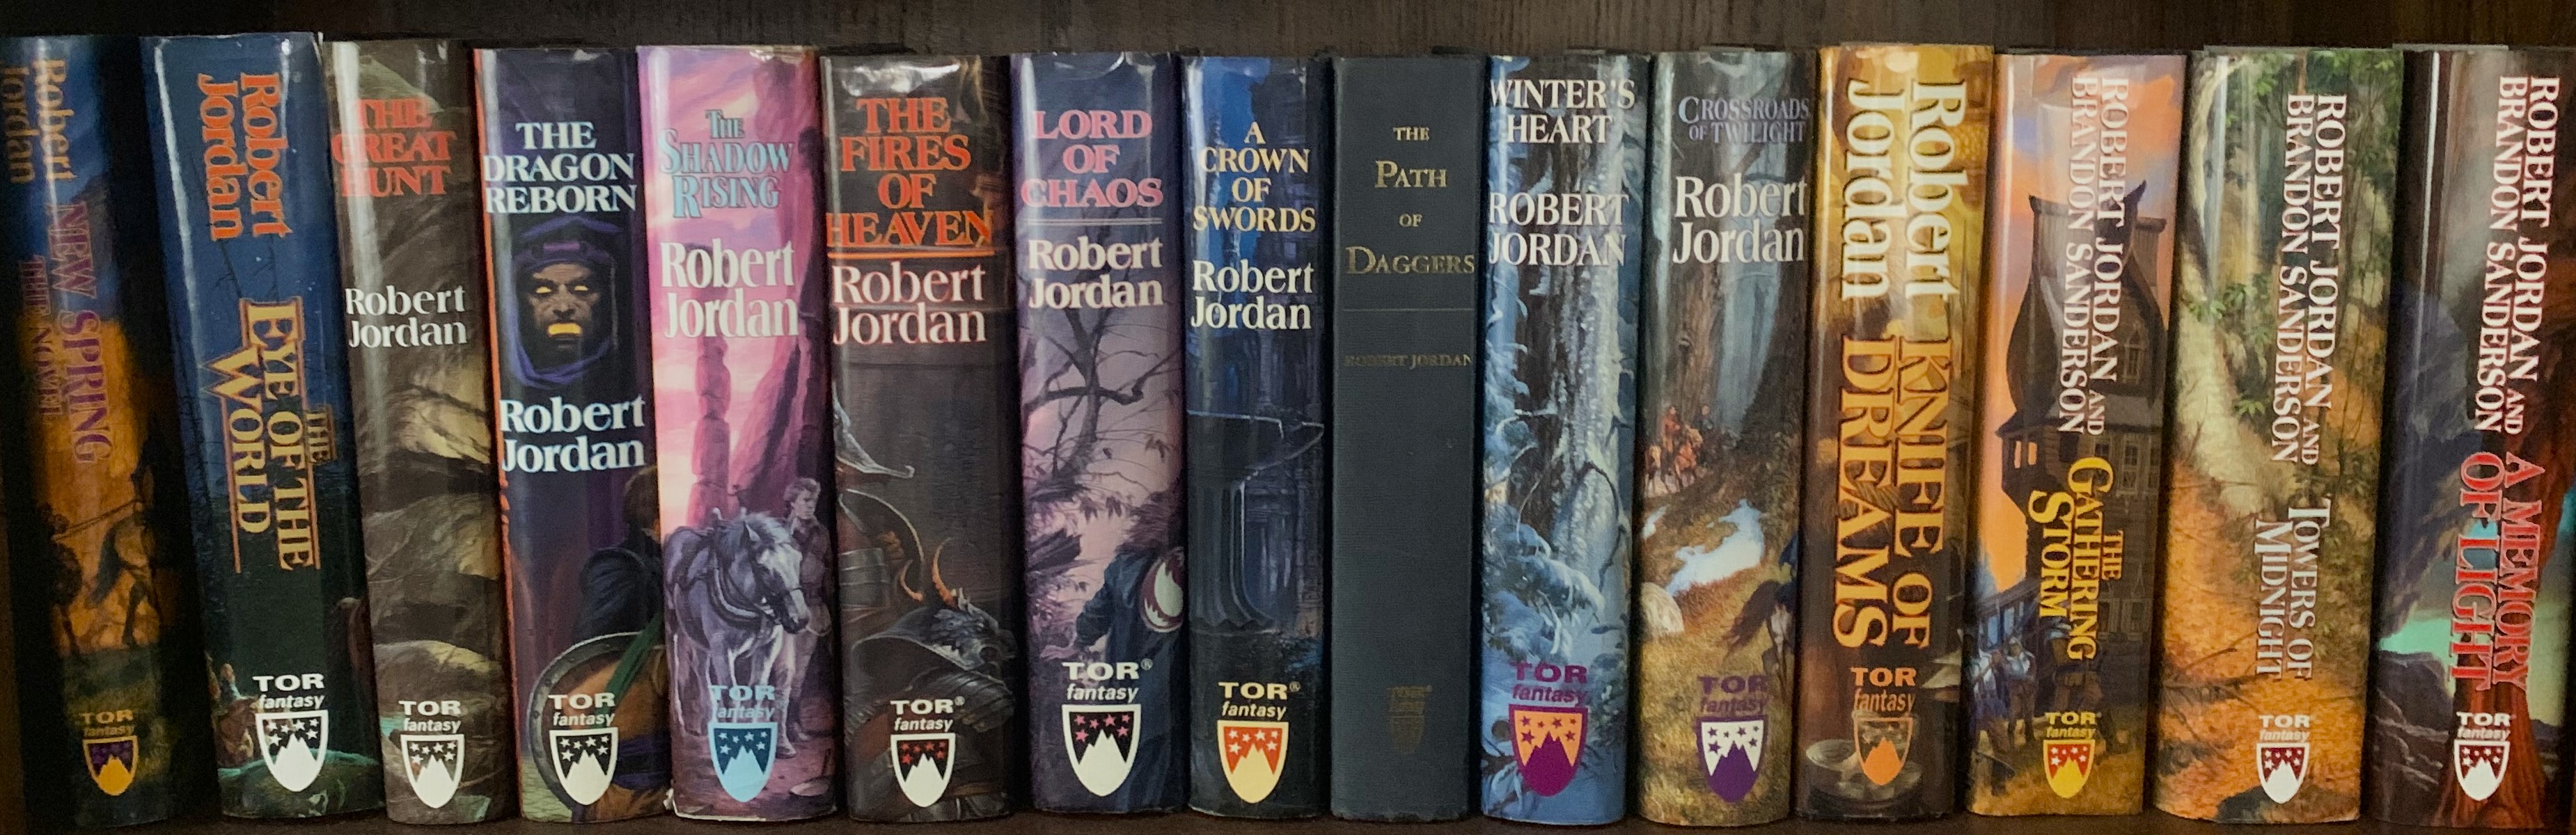 Robert
Jordan
NEW SPRING
THE NOVEL
TOR
fantasy
Robert
Jordan
THE
EYE OF THE
WORLD
TOR
fantasy
THE
GREAT
HUNT
Robert
Jordan
TOR
fantasy
THE
DRAGON
REBORN
Robert
Jordan
TOR
fantasy
THE
SHADOW
RISING
Robert
Jordan
TOR
fantasy
THE
FIRES
OF
HEAVEN
Robert
Jordan
TOR®
fantasy
LORD
OF
CHAOS
Robert
Jordan
TOR®
fantasy
A
CROWN
OF
SWORDS
Robert
Jordan
TOR®
fantasy
THE
PATH
OF
DAGGERS
ROBERT JORDAN
TOR®
WINTER'S
HEART
ROBERT
JORDAN
TOR
fantasy
CROSSROADS
OF TWILIGHT
Robert
Jordan
TOR
fantasy
Robert
Jordan
KNIFE OF
DREAMS
TOR
fantasy
ROBERT JORDAN AND
BRANDON SANDERSON
THE
GATHERING
STORM
TOR®
fantasy
ROBERT JORDAN AND
BRANDON SANDERSON
TOWERS OF
MIDNIGHT
TOR
fantasy
ROBERT JORDAN AND
BRANDON SANDERSON
A MEMORY
OF LIGHT
TOR
fantasy